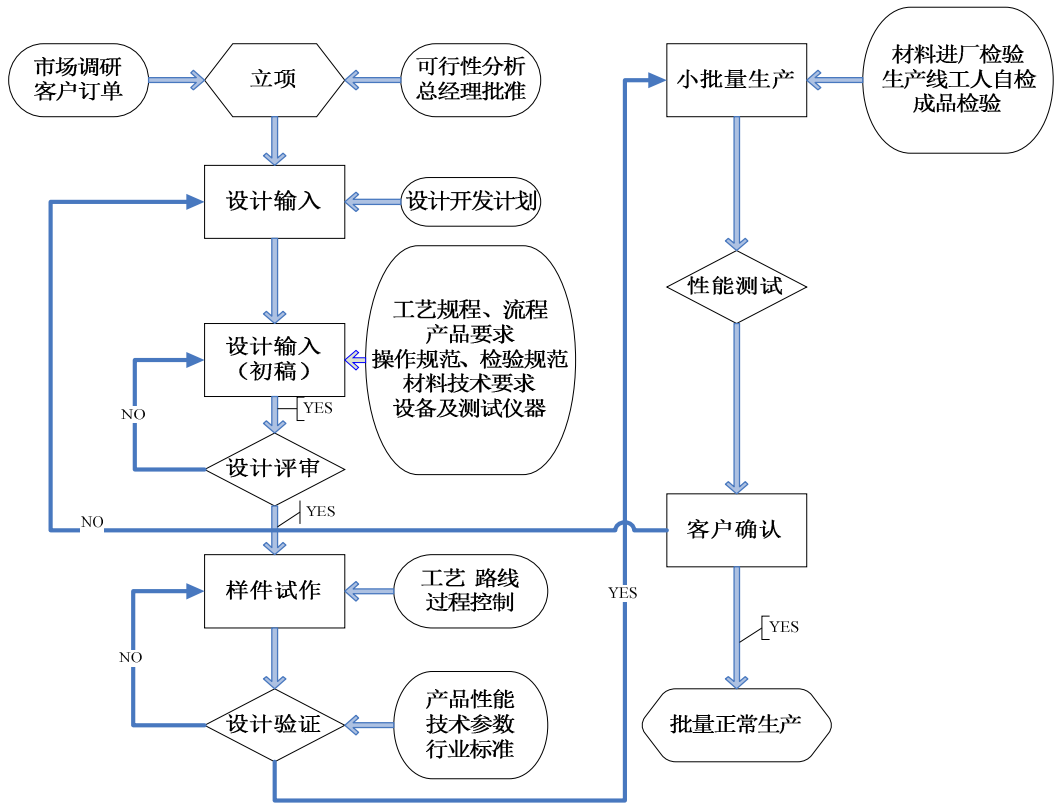 市场调研
客户订单
立项
可行性分析
总经理批准
设计输入
设计开发计划
设计输入
（初稿）
工艺规程、流程
产品要求
操作规范、检验规范
材料技术要求
设备及测试仪器
YES
NO
设计评审
YES
NO
样件试作
工艺 路线
过程控制
NO
设计验证
产品性能
技术参数
行业标准
YES
小批量生产
材料进厂检验
生产线工人自检
成品检验
性能测试
客户确认
YES
批量正常生产